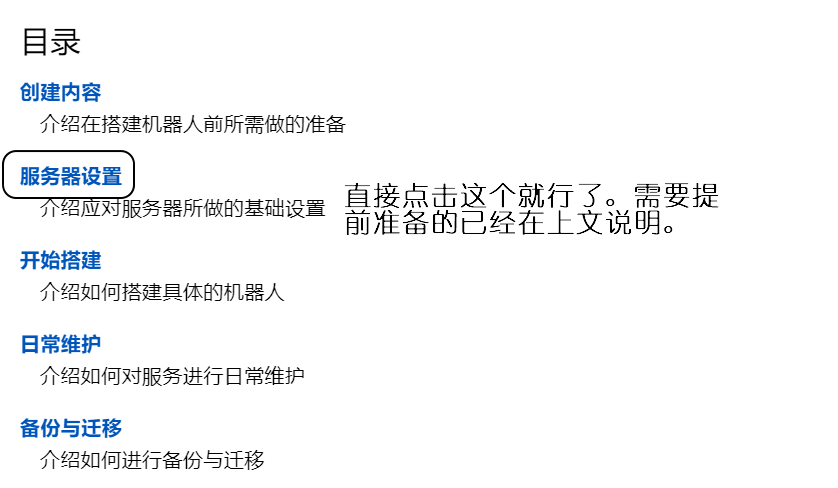 目录
创建内容
介绍在搭建机器人前所需做的准备
服务器设置
介绍应对服务器所做的基础设置
直接点击这个就行了。需要提
前准备的已经在上文说明。
开始搭建
介绍如何搭建具体的机器人
日常维护
介绍如何对服务进行日常维护
备份与迁移
介绍如何进行备份与迁移